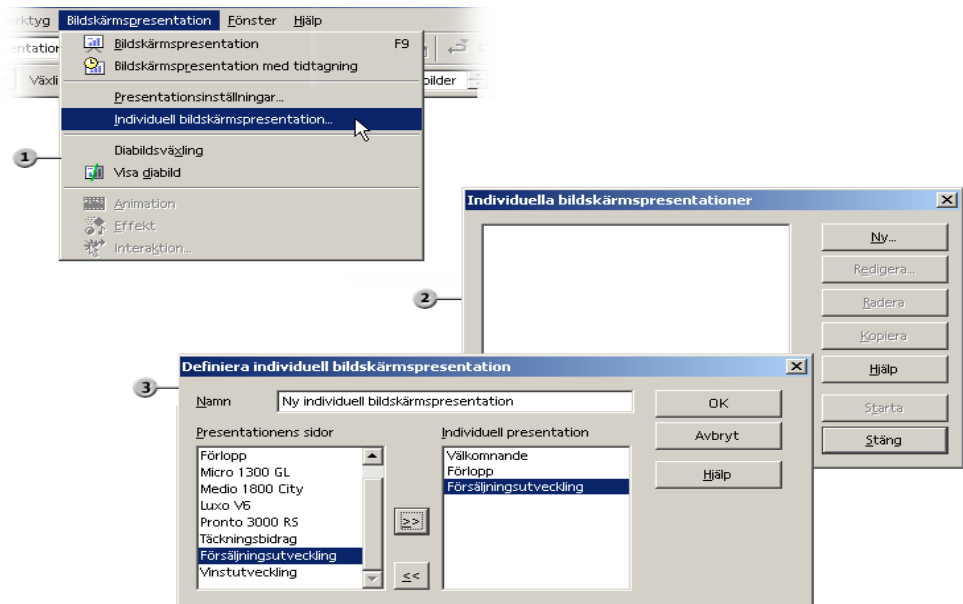 erktyg Bildskärmspresentation Fönster Hjälp
Bildskärmspresentation F9
Bildskärmspresentation med tidtagning
Växli
bilder
Presentationsinställningar...
Individuell bildskärmspresentation...
1
Diabildsväxling
Visa diabild
Animation
Effekt
Interaktion...
2
Individuella bildskärmspresentationer
Ny...
Redigera...
Radera
Kopiera
Hjälp
Starta
Stäng
3
Definiera individuell bildskärmspresentation
Namn Ny individuell bildskärmspresentation
OK
Avbryt
Hjälp
Presentationens sidor
Förlopp
Micro 1300 GL
Medio 1800 City
Luxo V6
Pronto 3000 RS
Täckningsbidrag
Försäljningsutveckling
Vinstutveckling
>>
<<
Individuell presentation
Välkomnande
Förlopp
Försäljningsutveckling